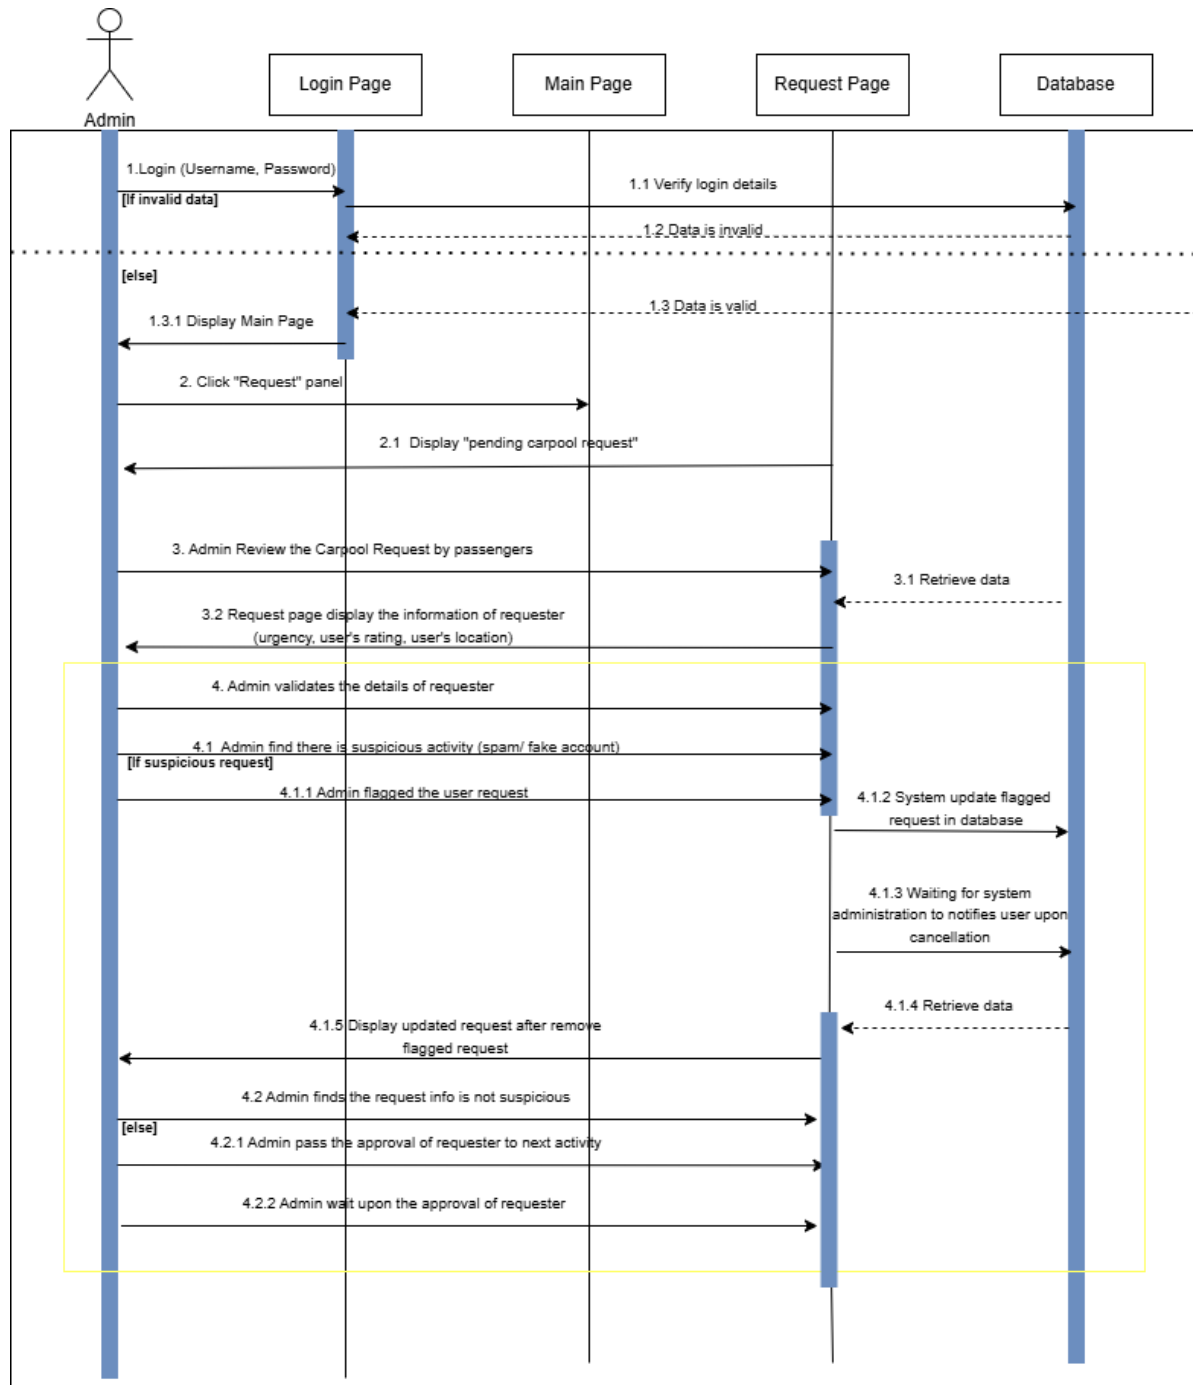 Admin
Login Page
Main Page
Request Page
Database
1.Login (Username, Password)
[If invalid data]
1.1 Verify login details
1.2 Data is invalid
[else]
1.3 Data is valid
1.3.1 Display Main Page
2. Click "Request" panel
2.1 Display "pending carpool request"
3. Admin Review the Carpool Request by passengers
3.1 Retrieve data
3.2 Request page display the information of requester
(urgency, user's rating, user's location)
4. Admin validates the details of requester
4.1 Admin find there is suspicious activity (spam/ fake account)
[If suspicious request]
4.1.1 Admin flagged the user request
4.1.2 System update flagged
request in database
4.1.3 Waiting for system
administration to notifies user upon
cancellation
4.1.4 Retrieve data
4.1.5 Display updated request after remove
flagged request
4.2 Admin finds the request info is not suspicious
[else]
4.2.1 Admin pass the approval of requester to next activity
4.2.2 Admin wait upon the approval of requester